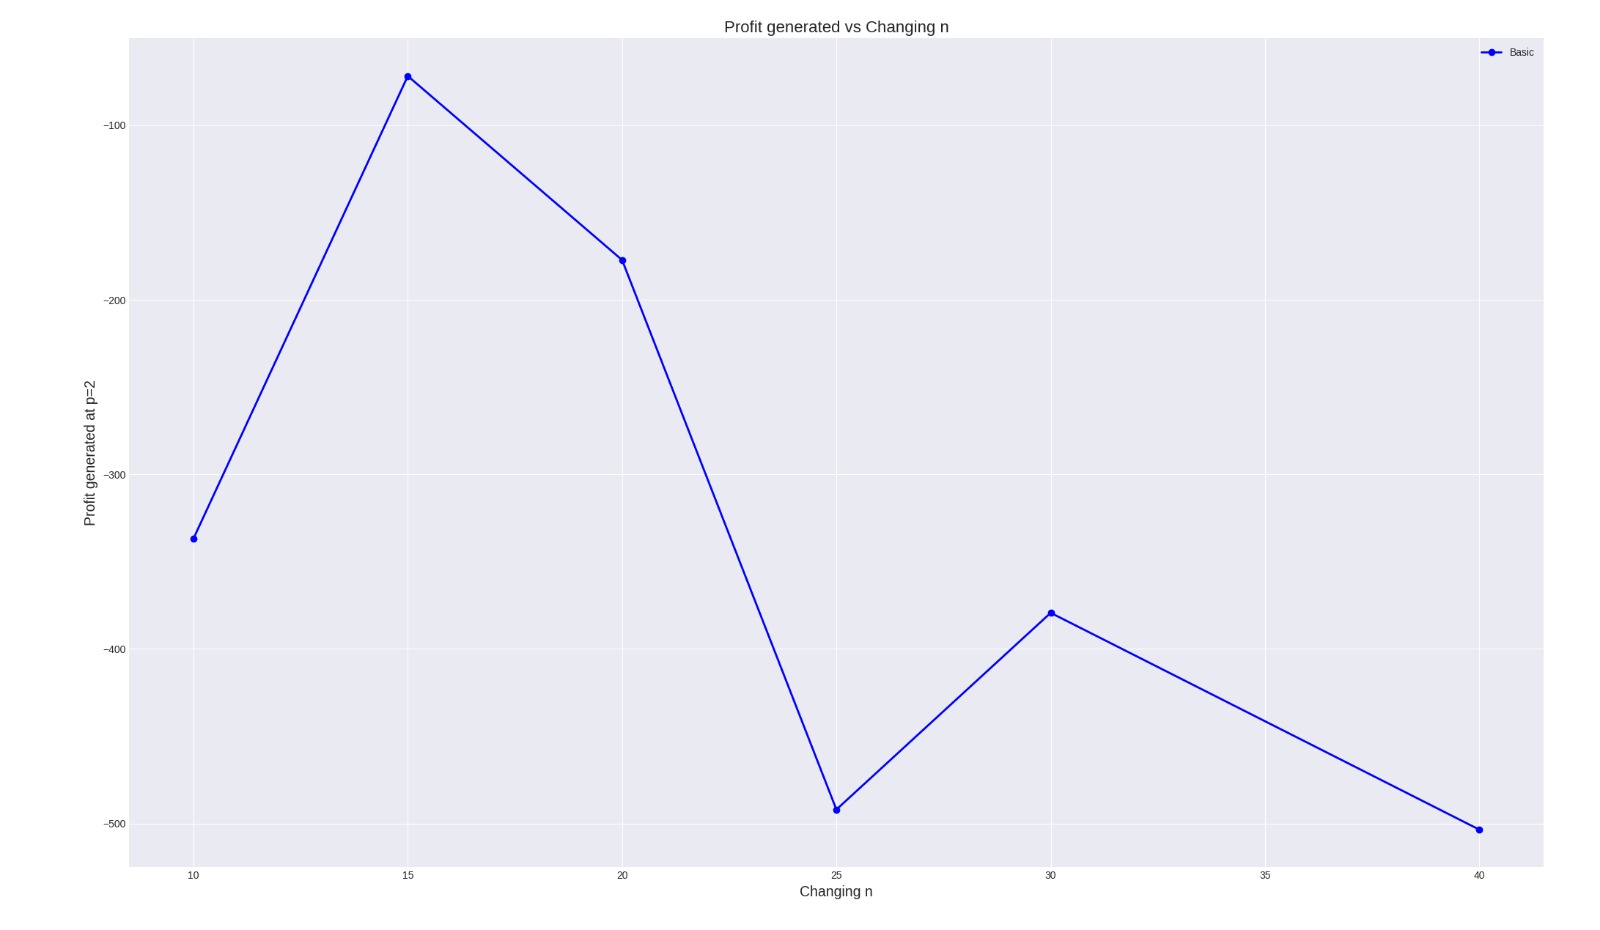 Profit generated vs Changing n
Basic
−100
−200
−300
−400
−500
Profit generated at p=2
10 15 20 25 30 35 40
Changing n